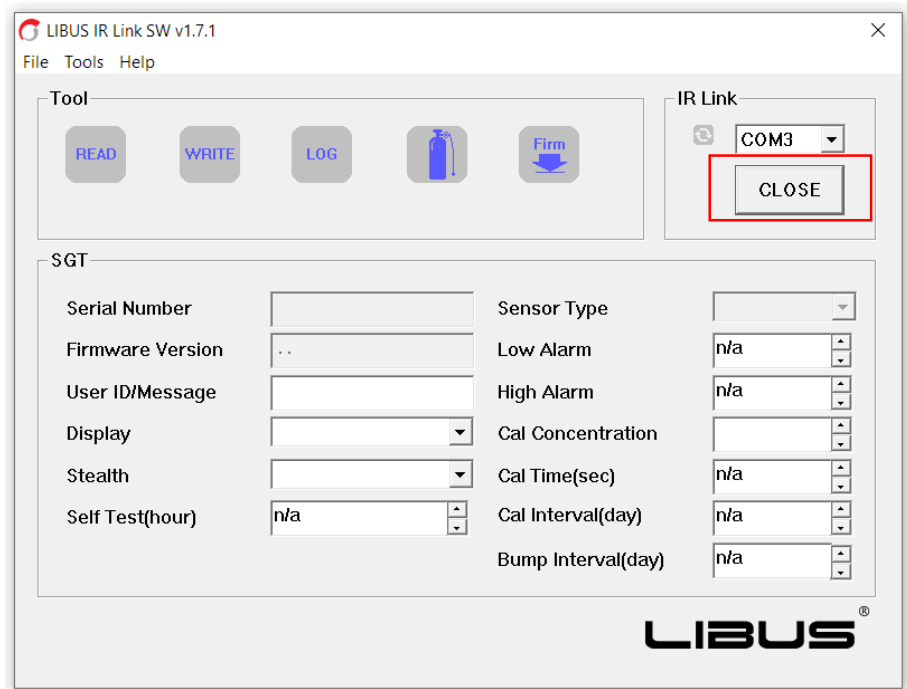 LIBUS IR Link SW v1.7.1
File Tools Help
Tool
READ
WRITE
LOG
Firm
IR Link
COM3
CLOSE
SGT
Serial Number
Firmware Version
. .
User ID/Message
Display
Stealth
Self Test(hour)
n/a
Sensor Type
Low Alarm
n/a
High Alarm
n/a
Cal Concentration
Cal Time(sec)
n/a
Cal Interval(day)
n/a
Bump Interval(day)
n/a
LIBUS®